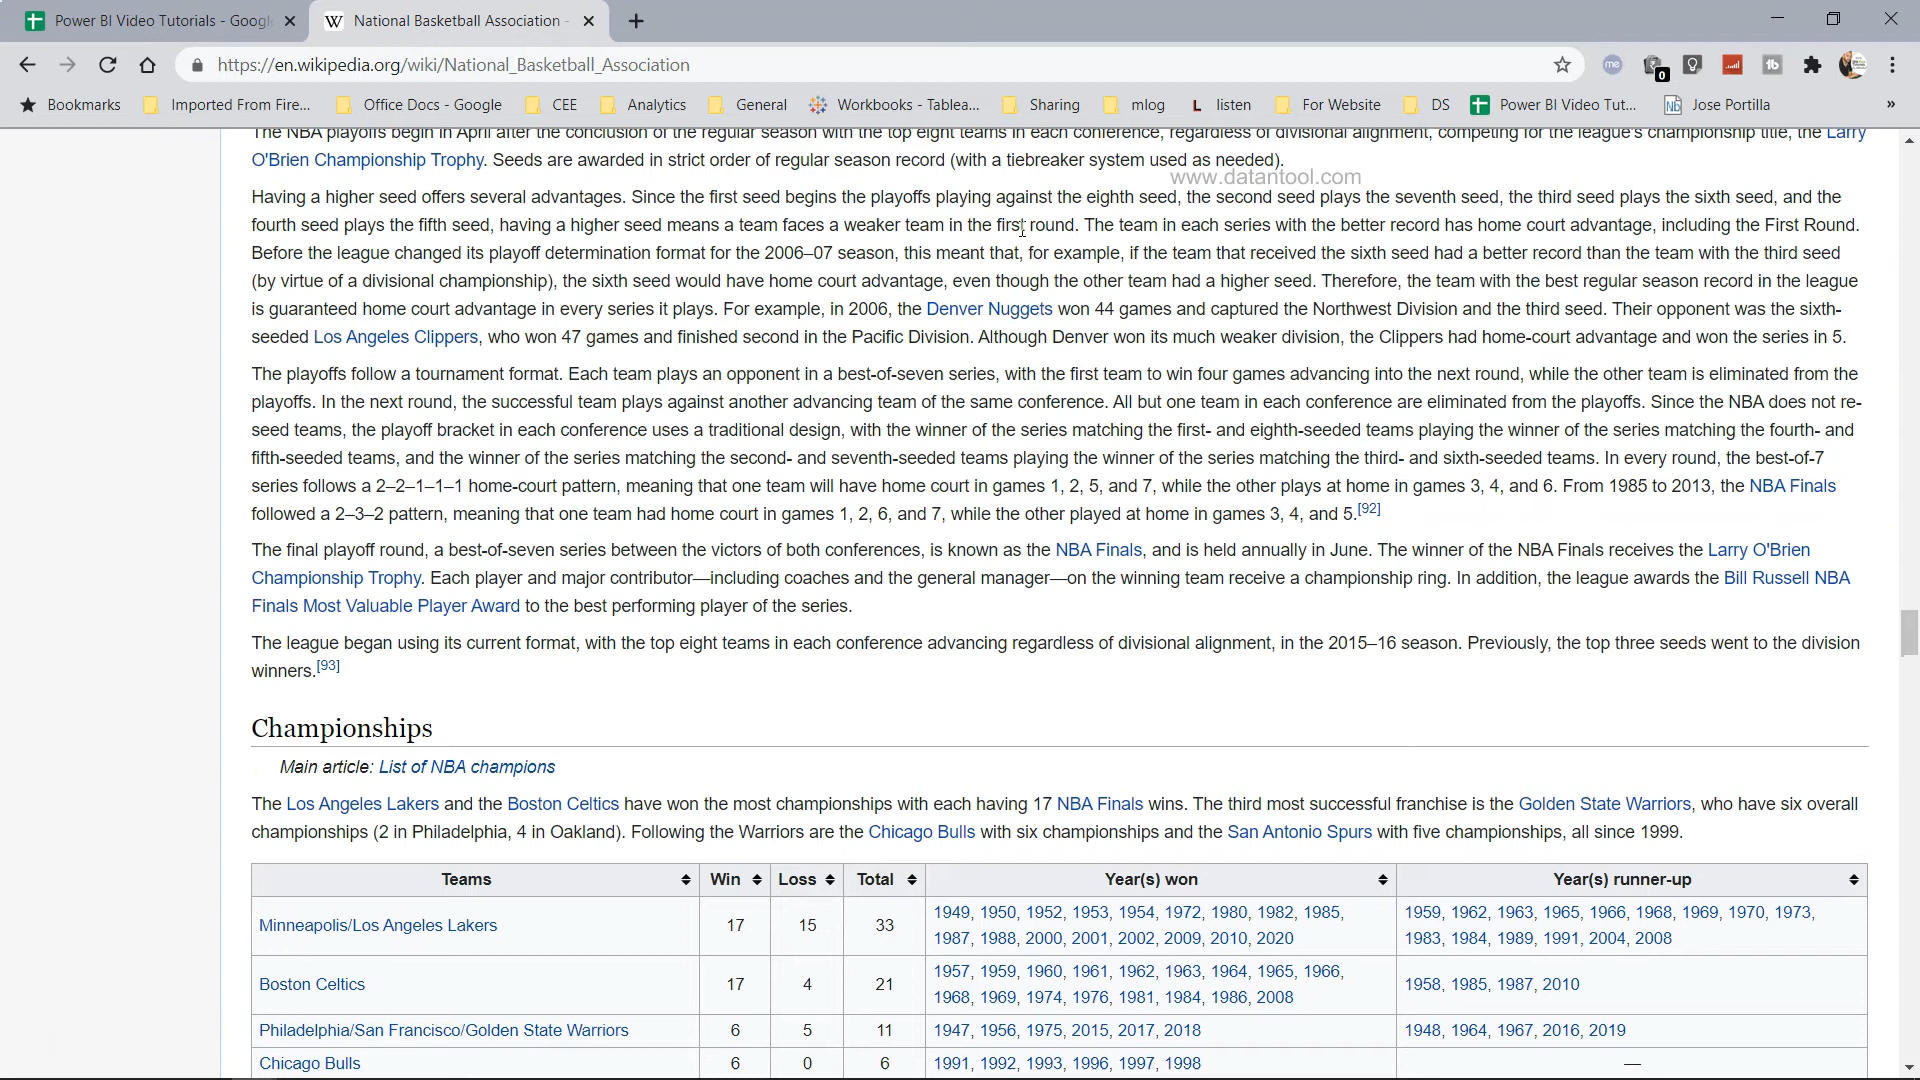 Power BI Video Tutorials - Googl
National Basketball Association -
https://en.wikipedia.org/wiki/National_Basketball_Association
me
0
tb
Bookmarks
Imported From Fire...
Office Docs - Google
CEE
Analytics
General
Workbooks - Tablea...
Sharing
mlog
L listen
For Website
DS
Power BI Video Tut...
Nb Jose Portilla
»
The NBA playoffs begin in April after the conclusion of the regular season with the top eight teams in each conference, regardless of divisional alignment, competing for the league's championship title, the Larry
O'Brien Championship Trophy. Seeds are awarded in strict order of regular season record (with a tiebreaker system used as needed).
www.datantool.com
Having a higher seed offers several advantages. Since the first seed begins the playoffs playing against the eighth seed, the second seed plays the seventh seed, the third seed plays the sixth seed, and the
fourth seed plays the fifth seed, having a higher seed means a team faces a weaker team in the first round. The team in each series with the better record has home court advantage, including the First Round.
Before the league changed its playoff determination format for the 2006–07 season, this meant that, for example, if the team that received the sixth seed had a better record than the team with the third seed
(by virtue of a divisional championship), the sixth seed would have home court advantage, even though the other team had a higher seed. Therefore, the team with the best regular season record in the league
is guaranteed home court advantage in every series it plays. For example, in 2006, the Denver Nuggets won 44 games and captured the Northwest Division and the third seed. Their opponent was the sixth-
seeded Los Angeles Clippers, who won 47 games and finished second in the Pacific Division. Although Denver won its much weaker division, the Clippers had home-court advantage and won the series in 5.
The playoffs follow a tournament format. Each team plays an opponent in a best-of-seven series, with the first team to win four games advancing into the next round, while the other team is eliminated from the
playoffs. In the next round, the successful team plays against another advancing team of the same conference. All but one team in each conference are eliminated from the playoffs. Since the NBA does not re-
seed teams, the playoff bracket in each conference uses a traditional design, with the winner of the series matching the first- and eighth-seeded teams playing the winner of the series matching the fourth- and
fifth-seeded teams, and the winner of the series matching the second- and seventh-seeded teams playing the winner of the series matching the third- and sixth-seeded teams. In every round, the best-of-7
series follows a 2–2–1–1–1 home-court pattern, meaning that one team will have home court in games 1, 2, 5, and 7, while the other plays at home in games 3, 4, and 6. From 1985 to 2013, the NBA Finals
followed a 2–3–2 pattern, meaning that one team had home court in games 1, 2, 6, and 7, while the other played at home in games 3, 4, and 5.[92]
The final playoff round, a best-of-seven series between the victors of both conferences, is known as the NBA Finals, and is held annually in June. The winner of the NBA Finals receives the Larry O'Brien
Championship Trophy. Each player and major contributor—including coaches and the general manager—on the winning team receive a championship ring. In addition, the league awards the Bill Russell NBA
Finals Most Valuable Player Award to the best performing player of the series.
The league began using its current format, with the top eight teams in each conference advancing regardless of divisional alignment, in the 2015–16 season. Previously, the top three seeds went to the division
winners.[93]
Championships
Main article: List of NBA champions
The Los Angeles Lakers and the Boston Celtics have won the most championships with each having 17 NBA Finals wins. The third most successful franchise is the Golden State Warriors, who have six overall
championships (2 in Philadelphia, 4 in Oakland). Following the Warriors are the Chicago Bulls with six championships and the San Antonio Spurs with five championships, all since 1999.
Teams Win Loss Total Year(s) won Year(s) runner-up
Minneapolis/Los Angeles Lakers 17 15 33
1949, 1950, 1952, 1953, 1954, 1972, 1980, 1982, 1985,
1987, 1988, 2000, 2001, 2002, 2009, 2010, 2020
1959, 1962, 1963, 1965, 1966, 1968, 1969, 1970, 1973,
1983, 1984, 1989, 1991, 2004, 2008
Boston Celtics 17 4 21
1957, 1959, 1960, 1961, 1962, 1963, 1964, 1965, 1966,
1968, 1969, 1974, 1976, 1981, 1984, 1986, 2008
1958, 1985, 1987, 2010
Philadelphia/San Francisco/Golden State Warriors 6 5 11 1947, 1956, 1975, 2015, 2017, 2018 1948, 1964, 1967, 2016, 2019
Chicago Bulls 6 0 6 1991, 1992, 1993, 1996, 1997, 1998 —